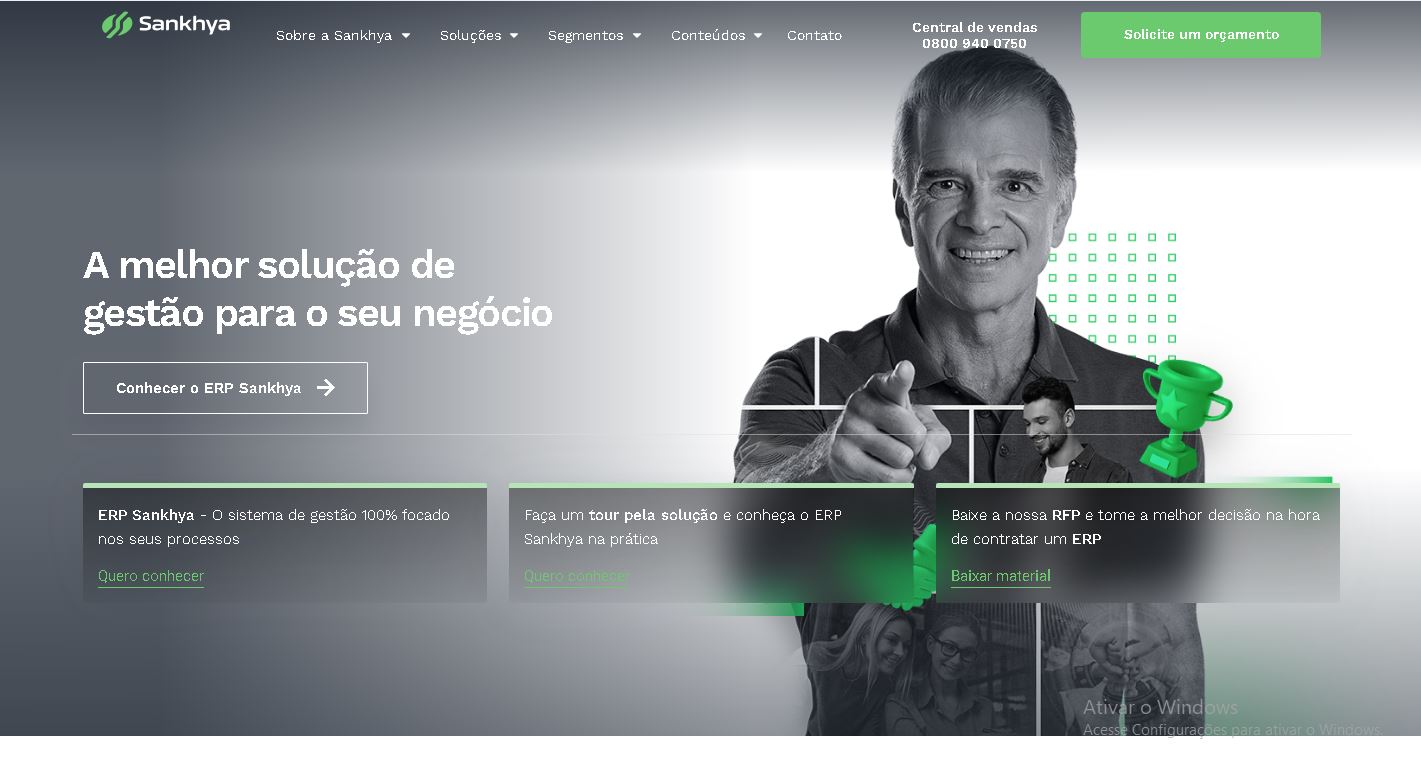 Sankhya
Sobre a Sankhya
Soluções
Segmentos
Conteúdos
Contato
Central de vendas
0800 940 0750
Solicite um orçamento
A melhor solução de
gestão para o seu negócio
Conhecer o ERP Sankhya
ERP Sankhya - O sistema de gestão 100% focado
nos seus processos
Quero conhecer
Faça um tour pela solução e conheça o ERP
Sankhya na prática
Quero conhecer
Baixe a nossa RFP e tome a melhor decisão na hora
de contratar um ERP
Baixar material
Ativar o Windows
Acesse Configurações para ativar o Windows.